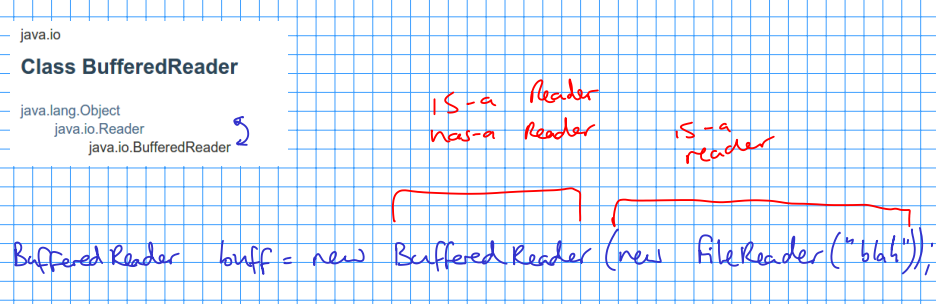 java.io
Class BufferedReader
java.lang.Object
java.io.Reader
java.io.BufferedReader
is-a Reader
has-a Reader
is-a
reader
BufferedReader buff = new BufferedReader (new FileReader ("blah"));